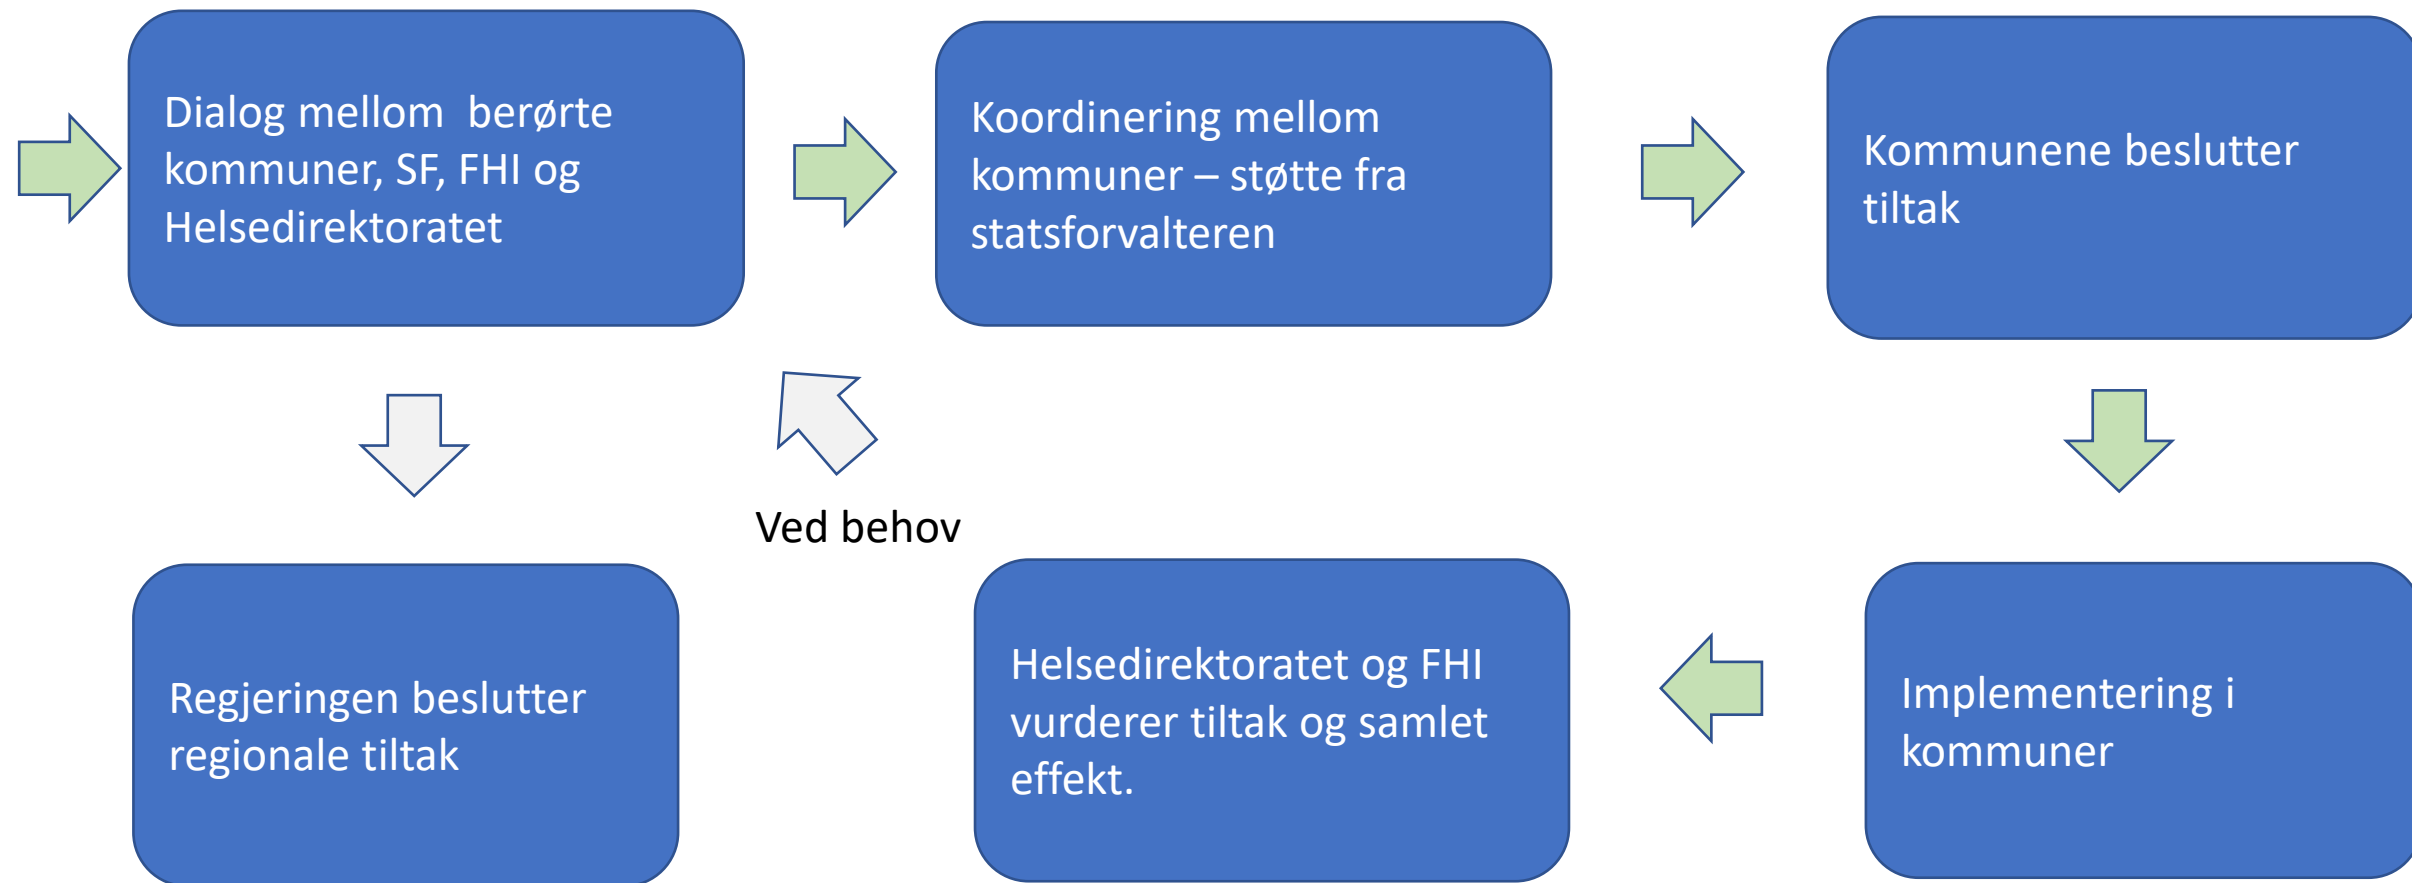 Dialog mellom  berørte
kommuner, SF, FHI og
Helsedirektoratet
Koordinering mellom
kommuner – støtte fra
statsforvalteren
Kommunene beslutter
tiltak
Ved behov
Regjeringen beslutter
regionale tiltak
Helsedirektoratet og FHI
vurderer tiltak og samlet
effekt.
Implementering i
kommuner